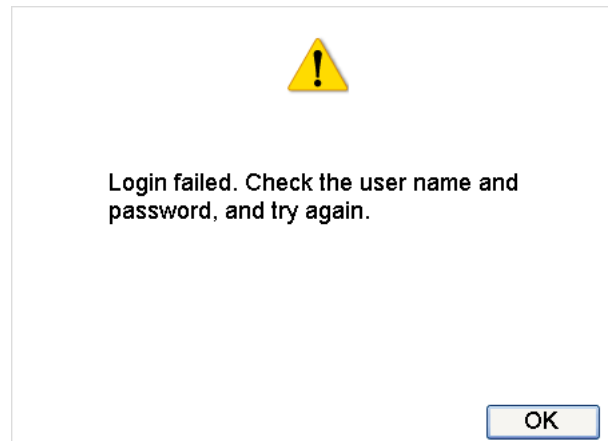 Login failed. Check the user name and
password, and try again.
OK